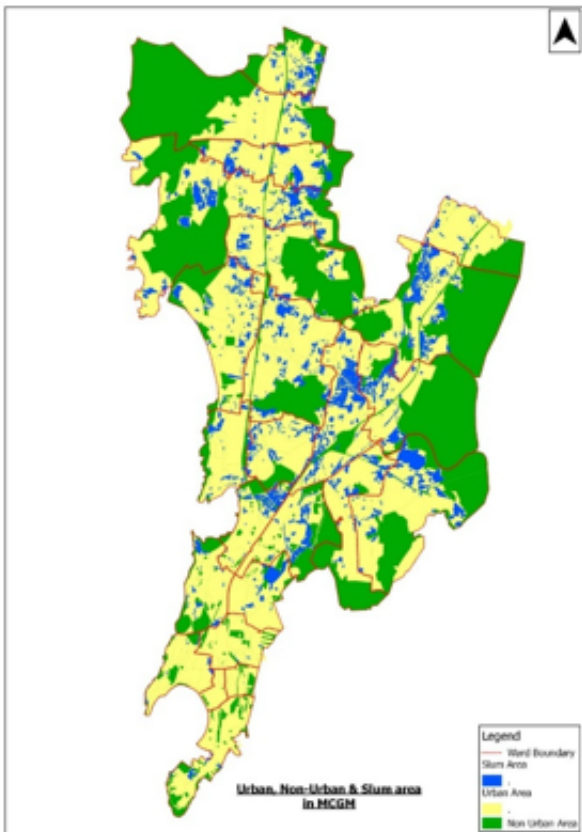 Urban, Non-Urban & Slum area
in MCGM
Legend
Ward Boundary
Slum Area
.
Urban Area
.
Non Urban Area